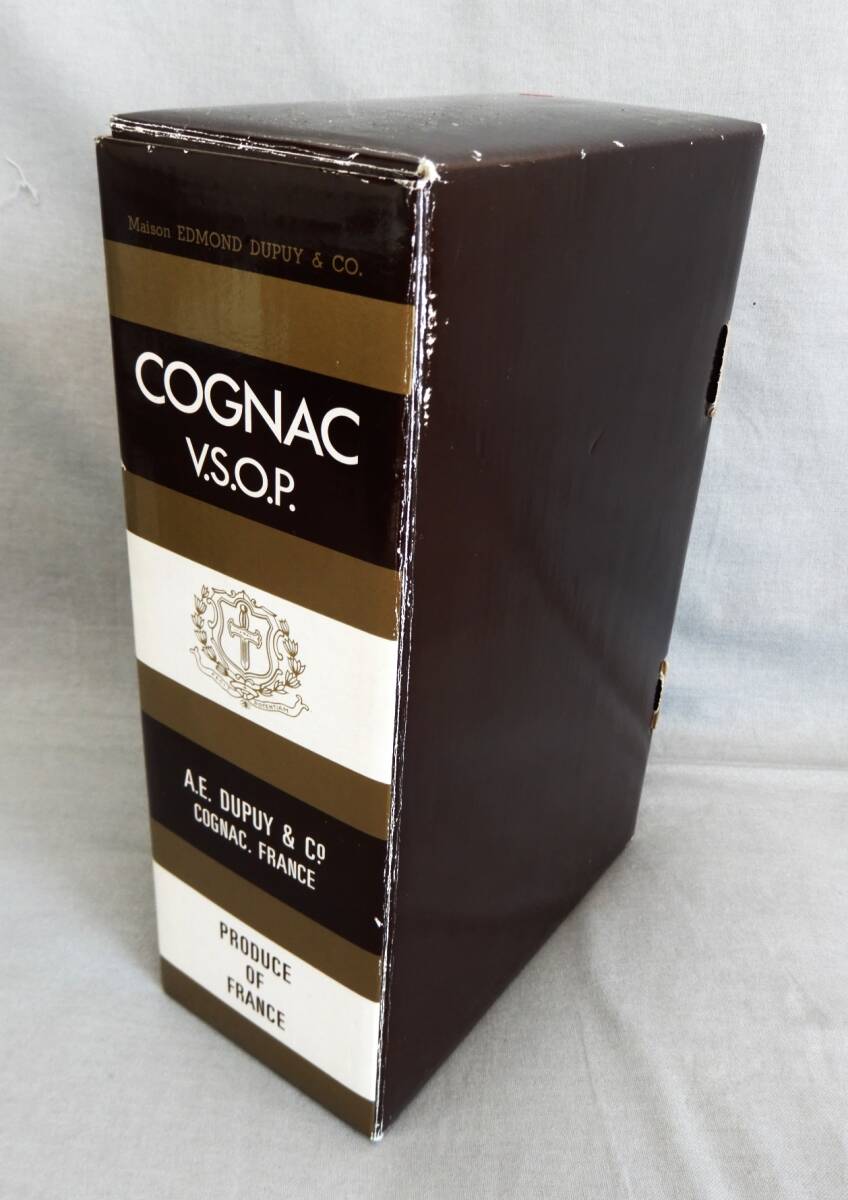 Maison EDMOND DUPUY & CO.
COGNAC
V.S.O.P.
A.E. DUPUY & Co
COGNAC. FRANCE
PRODUCE
OF
FRANCE